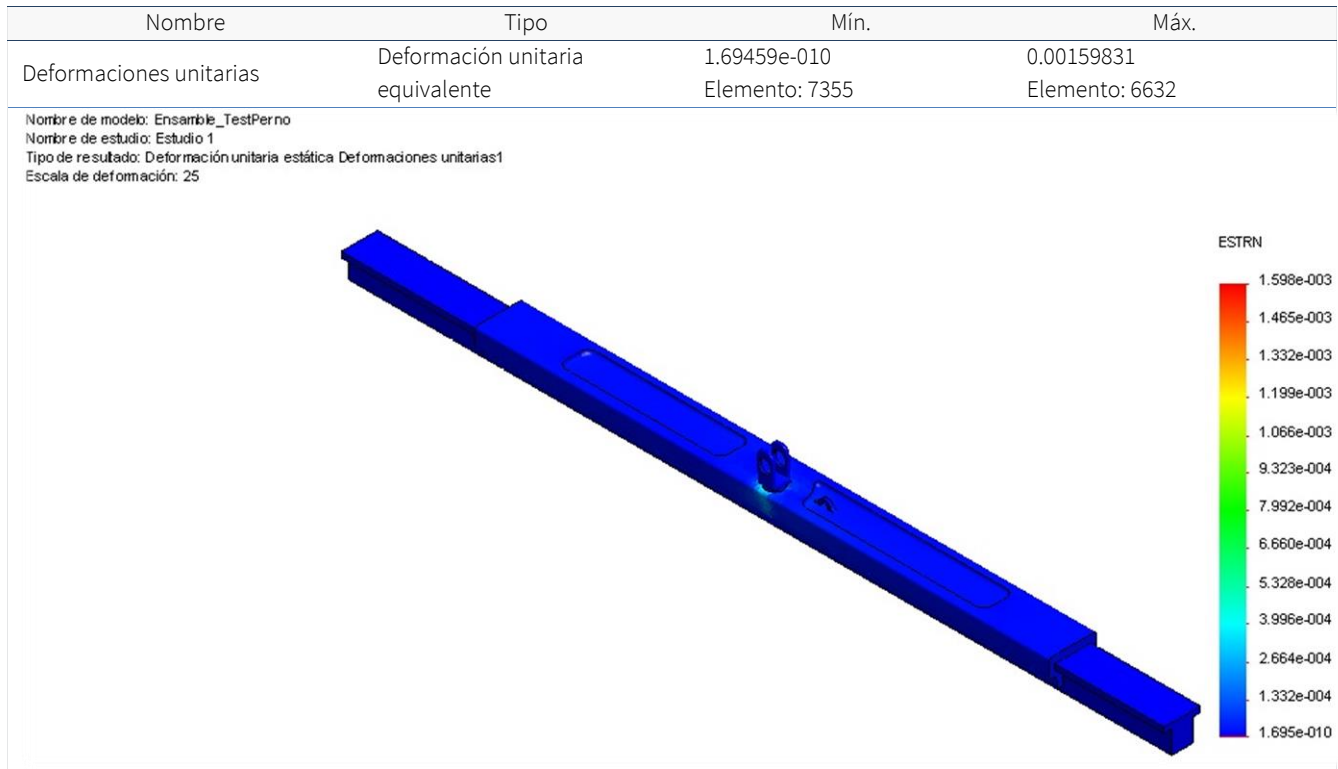 Nombre Tipo Mín. Máx.
Deformaciones unitarias Deformación unitaria equivalente 1.69459e-010 Elemento: 7355 0.00159831 Elemento: 6632
Nombre de modelo: Ensamble_TestPerno
Nombre de estudio: Estudio 1
Tipo de resultado: Deformación unitaria estática Deformaciones unitarias1
Escala de deformación: 25
ESTRN
1.598e-003
1.465e-003
1.332e-003
1.199e-003
1.066e-003
9.323e-004
7.992e-004
6.660e-004
5.328e-004
3.996e-004
2.664e-004
1.332e-004
1.695e-010